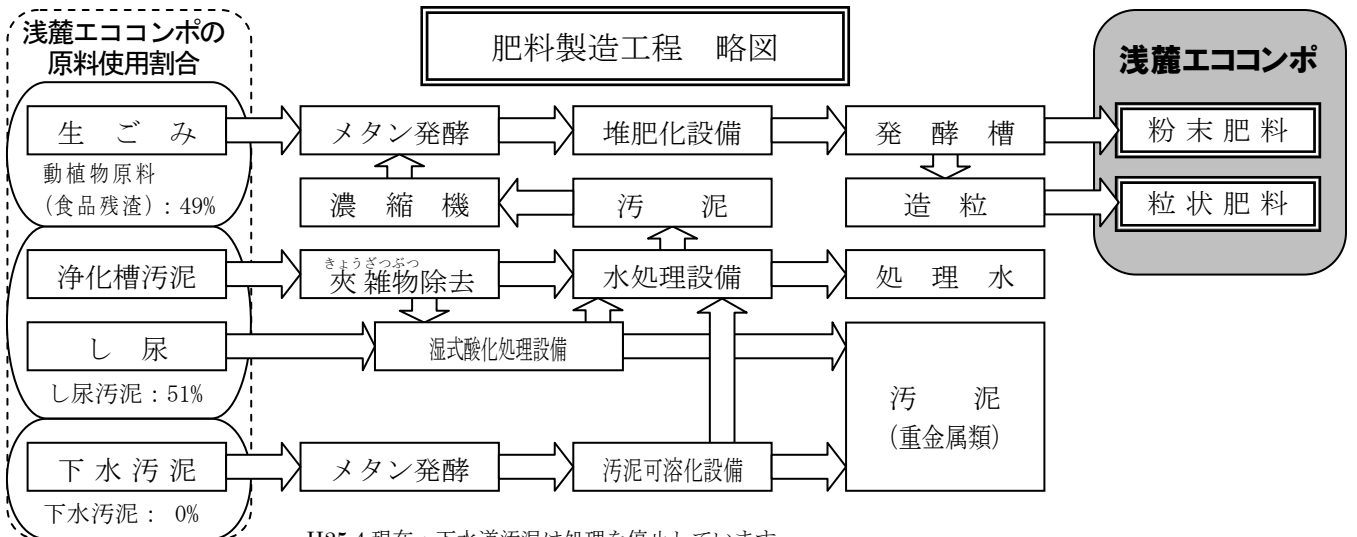 浅麓エココンポの
原料使用割合
肥料製造工程 略図
浅麓エココンポ
生ごみ
メタン発酵
堆肥化設備
発酵槽
粉末肥料
動植物原料
(食品残渣):49%
濃縮機
汚泥
造粒
粒状肥料
浄化槽汚泥
きょうざつぶつ
夾雑物除去
水処理設備
処理水
し尿
湿式酸化処理設備
し尿汚泥:51%
汚泥
(重金属類)
下水汚泥
メタン発酵
汚泥可溶化設備
下水汚泥: 0%